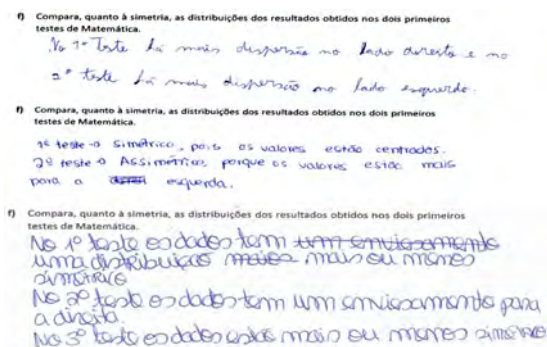 f) Compara, quanto à simetria, as distribuições dos resultados obtidos nos dois primeiros
testes de Matemática.
No 1º Teste há mais dispersão no lado direito e no
2º teste há mais dispersão no lado esquerdo.
f) Compara, quanto à simetria, as distribuições dos resultados obtidos nos dois primeiros
testes de Matemática.
1º teste → Simétrico, pois os valores estão centrados.
2º teste → Assimétrico, porque os valores estão mais
para a esquerda.
f) Compara, quanto à simetria, as distribuições dos resultados obtidos nos dois primeiros
testes de Matemática.
No 1º teste os dados tem um enviesamento
uma distribuição mais ou menos
simétrica
No 2º teste os dados tem um enviesamento para
a direita.
No 3º teste os dados estão mais ou menos simétrico